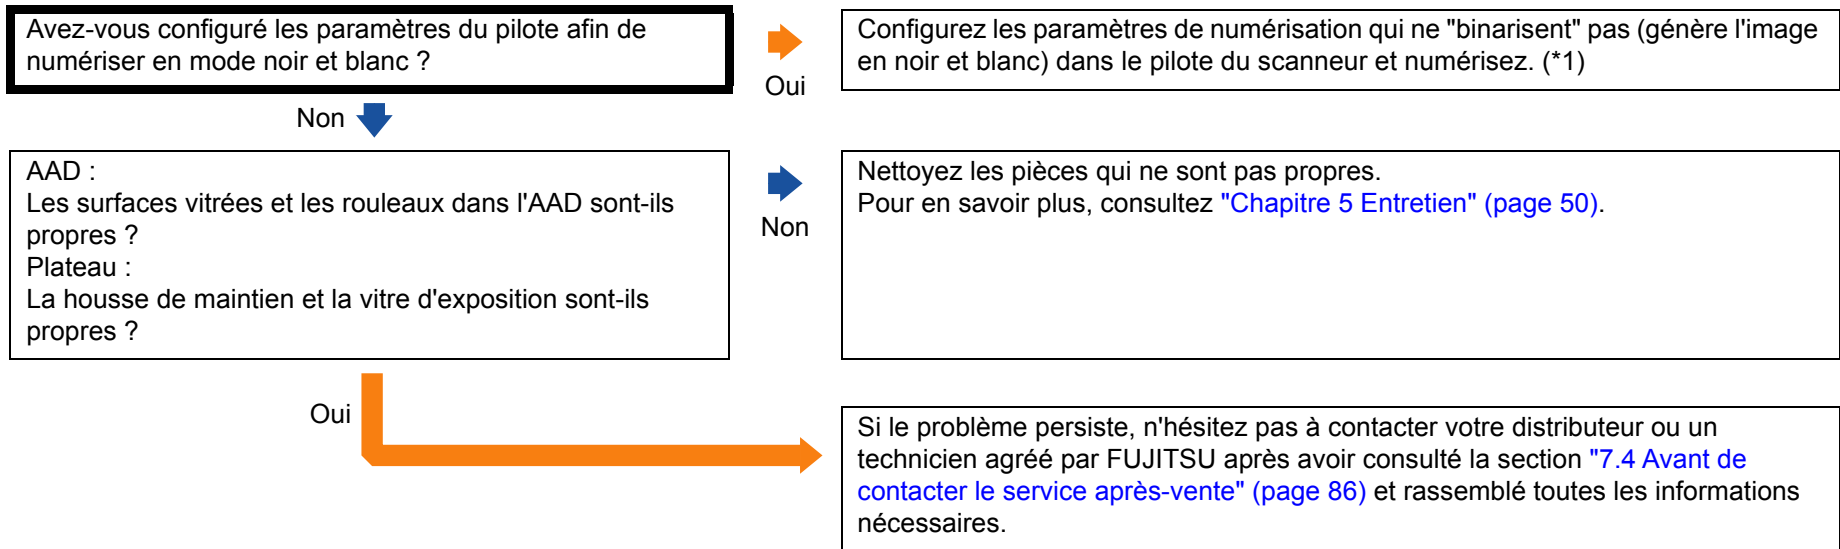 Avez-vous configuré les paramètres du pilote afin de
numériser en mode noir et blanc ?
Oui
Configurez les paramètres de numérisation qui ne "binarisent" pas (génère l'image
en noir et blanc) dans le pilote du scanneur et numérisez. (*1)
Non
AAD :
Les surfaces vitrées et les rouleaux dans l'AAD sont-ils
propres ?
Plateau :
La housse de maintien et la vitre d'exposition sont-ils
propres ?
Non
Nettoyez les pièces qui ne sont pas propres.
Pour en savoir plus, consultez "Chapitre 5 Entretien" (page 50).
Oui
Si le problème persiste, n'hésitez pas à contacter votre distributeur ou un
technicien agréé par FUJITSU après avoir consulté la section "7.4 Avant de
contacter le service après-vente" (page 86) et rassemblé toutes les informations
nécessaires.